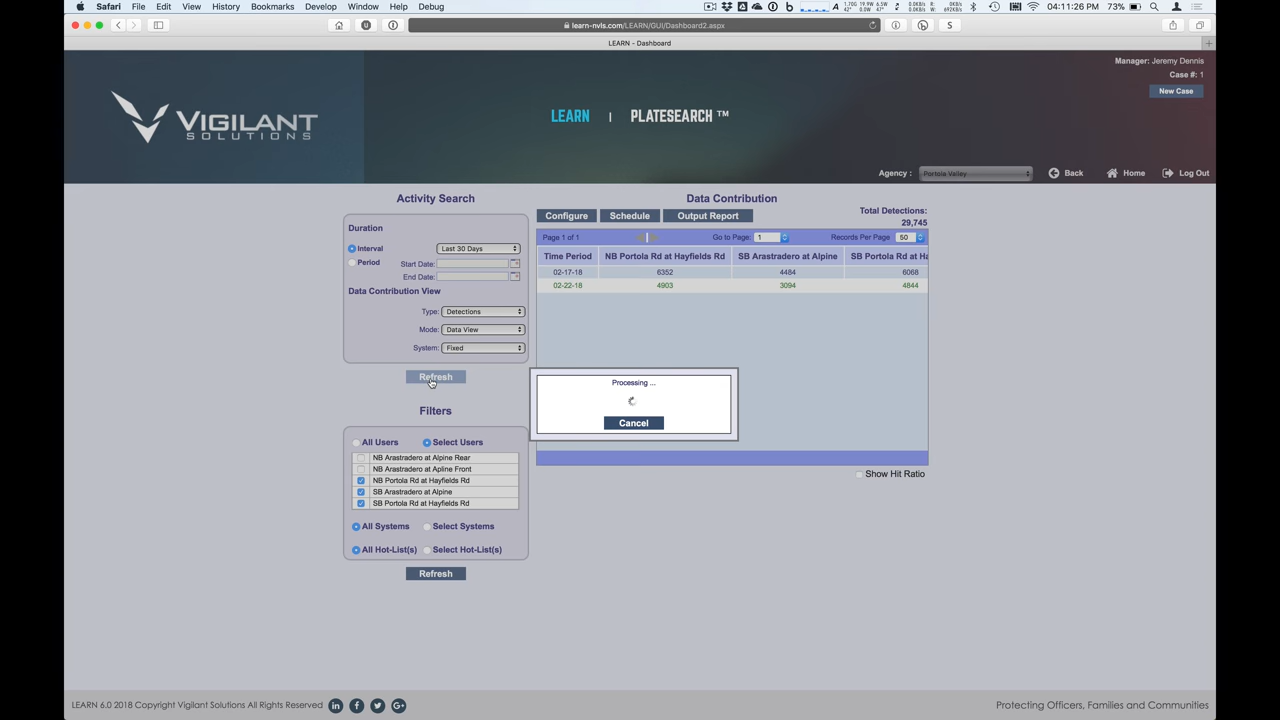 Safari File Edit View History Bookmarks Develop Window Help Debug
04:11:26 PM 73%
learn-nvls.com/LEARN/GUI/Dashboard2.aspx
LEARN - Dashboard
Manager: Jeremy Dennis
Case #: 1
New Case
VIGILANT
SOLUTIONS
LEARN | PLATESEARCH ™
Agency : Portola Valley Back Home Log Out
Activity Search
Duration
Interval Last 30 Days
Period Start Date:
End Date:
Data Contribution View
Type: Detections
Mode: Data View
System: Fixed
Refresh
Filters
All Users Select Users
NB Arastradero at Alpine Rear
NB Arastradero at Apline Front
NB Portola Rd at Hayfields Rd
SB Arastradero at Alpine
SB Portola Rd at Hayfields Rd
All Systems Select Systems
All Hot-List(s) Select Hot-List(s)
Refresh
Data Contribution
Configure Schedule Output Report
Total Detections:
29,745
Page 1 of 1 Go to Page: 1 Records Per Page 50
Time Period NB Portola Rd at Hayfields Rd SB Arastradero at Alpine SB Portola Rd at Ha
02-17-18 6352 4484 6068
02-22-18 4903 3094 4844
Processing ...
Cancel
Show Hit Ratio
LEARN 6.0 2018 Copyright Vigilant Solutions All Rights Reserved
Protecting Officers, Families and Communities